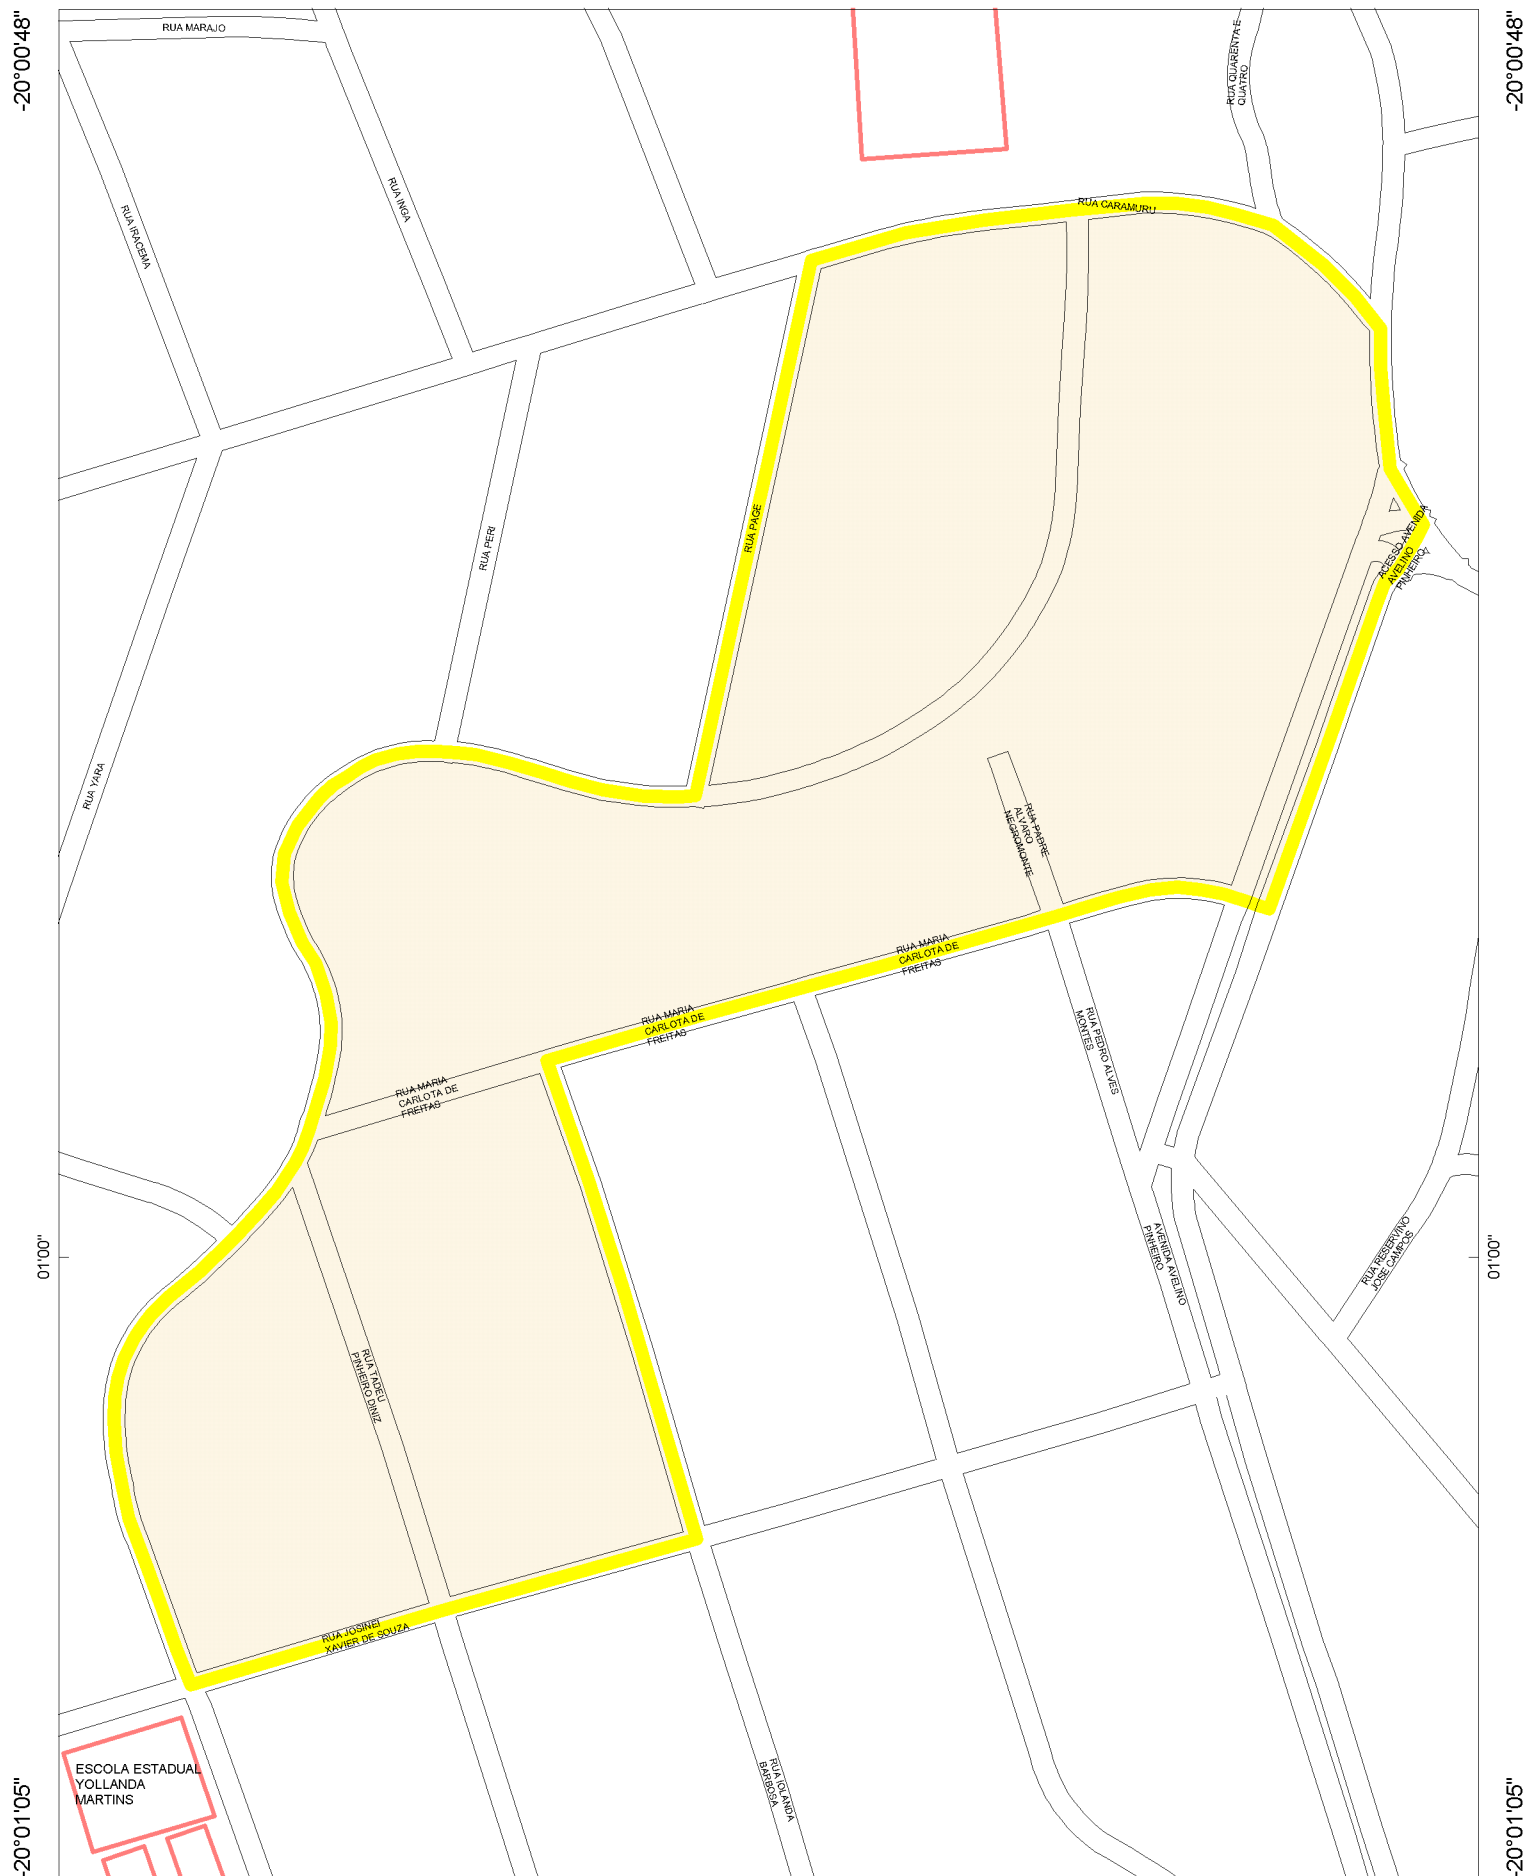 -20°00'48"
-20°00'48"
RUA MARAJO
RUA QUARENTA E
QUATRO
RUA INGA
RUA IRACEMA
RUA CARAMURU
RUA PAGE
RUA PERI
ACESSO AVENIDA
AVELINO
PINHEIRO
RUA YARA
RUA PADRE
ALVARO
NEGROMONTE
RUA MARIA
CARLOTA DE
FREITAS
RUA MARIA
CARLOTA DE
FREITAS
RUA MARIA
CARLOTA DE
FREITAS
RUA PEDRO ALVES
MONTES
01'00"
01'00"
AVENIDA AVELINO
PINHEIRO
RUA RESERVINO
JOSE CAMPOS
RUA TADEU
PINHEIRO DINIZ
RUA JOSINEI
XAVIER DE SOUZA
ESCOLA ESTADUAL
YOLLANDA
MARTINS
RUA IOLANDA
BARBOSA
-20°01'05"
-20°01'05"